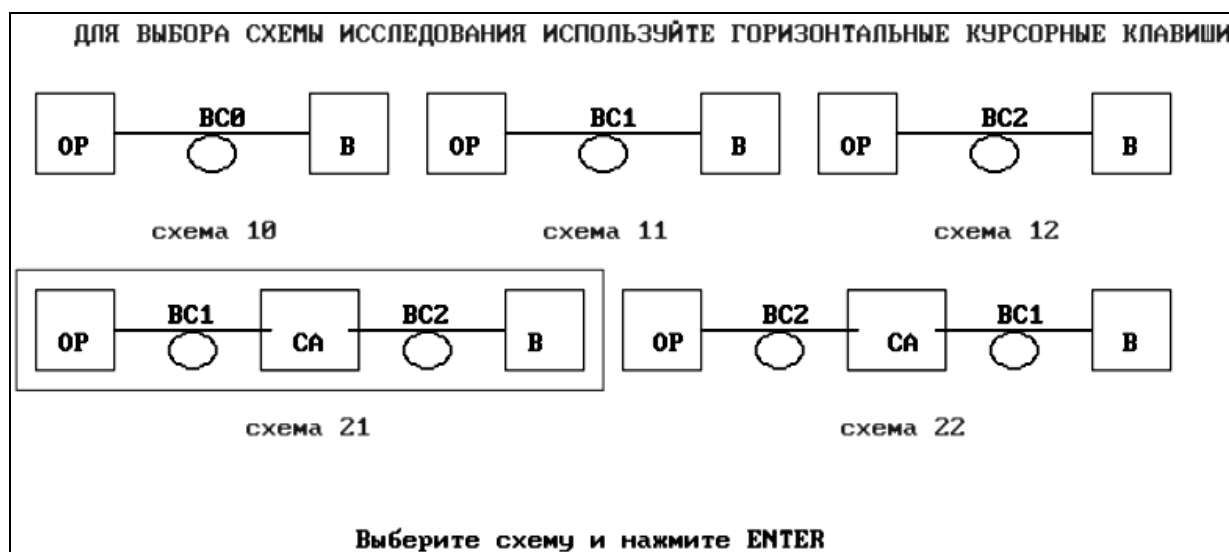 ДЛЯ ВЫБОРА СХЕМЫ ИССЛЕДОВАНИЯ ИСПОЛЬЗУЙТЕ ГОРИЗОНТАЛЬНЫЕ КУРСОРНЫЕ КЛАВИШИ
ОР ВС0 В ОР ВС1 В ОР ВС2 В
схема 10 схема 11 схема 12
ОР ВС1 СА ВС2 В ОР ВС2 СА ВС1 В
схема 21 схема 22
Выберите схему и нажмите ENTER